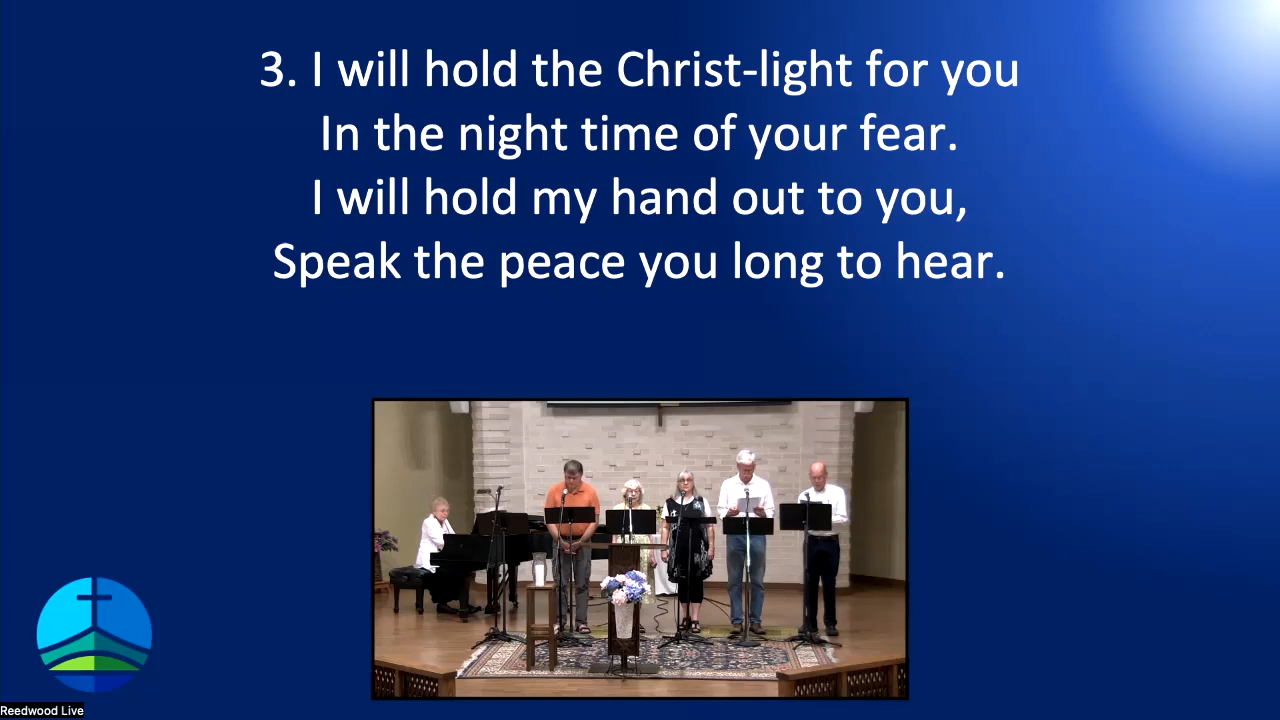 3. I will hold the Christ-light for you
In the night time of your fear.
I will hold my hand out to you,
Speak the peace you long to hear.
Reedwood Live